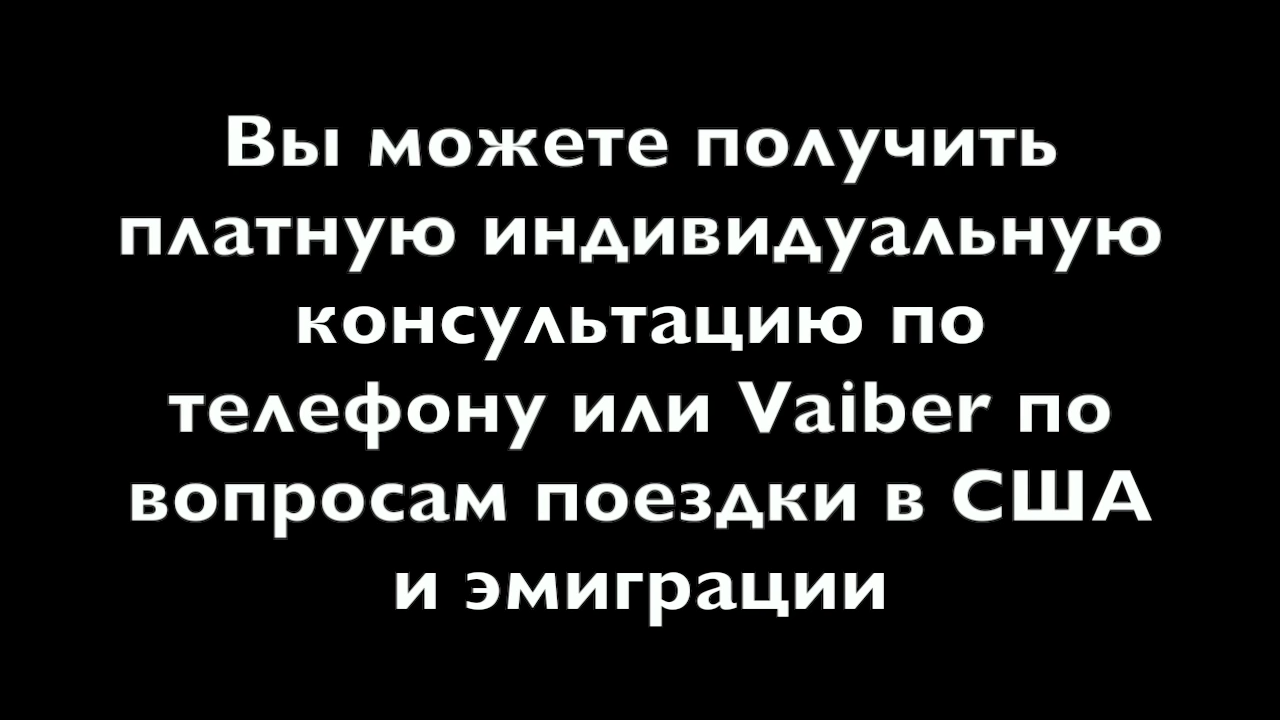 Вы можете получить
платную индивидуальную
консультацию по
телефону или Vaiber по
вопросам поездки в США
и эмиграции